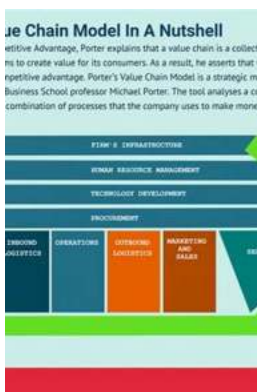 ue Chain Model In A Nutshell
etitive Advantage, Porter explains that a value chain is a collect
ns to create value for its consumers. As a result, he asserts that
mpetitive advantage. Porter's Value Chain Model is a strategic m
Business School professor Michael Porter. The tool analyses a co
combination of processes that the company uses to make mone
FIRM'S INFRASTRUCTURE
HUMAN RESOURCE MANAGEMENT
TECHNOLOGY DEVELOPMENT
PROCUREMENT
INBOUND
LOGISTICS
OPERATIONS
OUTBOUND
LOGISTICS
MARKETING
AND
SALES
SE